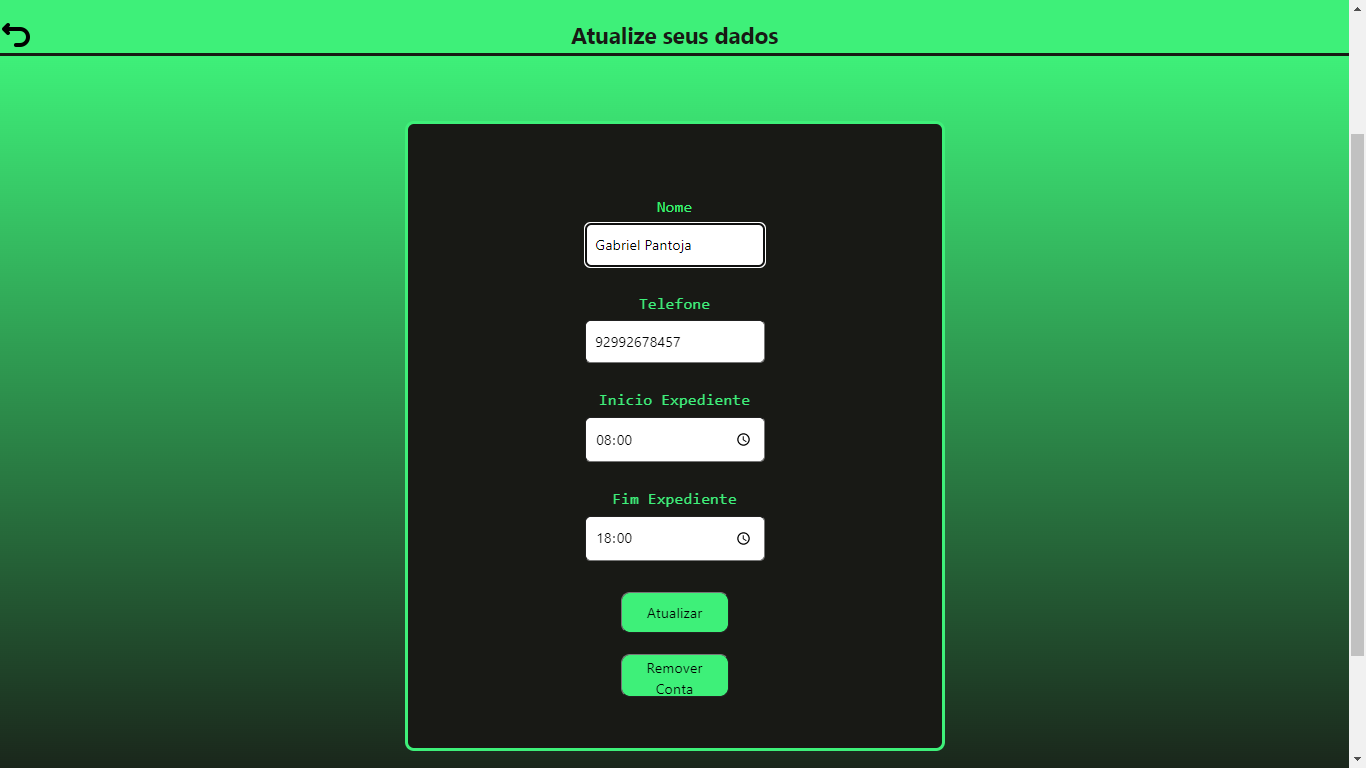 Atualize seus dados
Nome
Gabriel Pantoja
Telefone
92992678457
Inicio Expediente
08:00
Fim Expediente
18:00
Atualizar
Remover
Conta